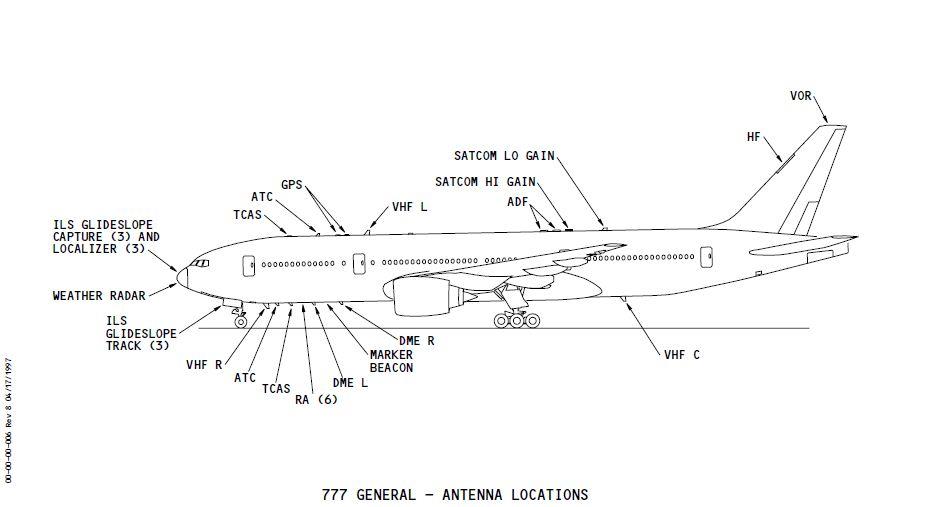 VOR
HF
SATCOM LO GAIN
SATCOM HI GAIN
ADF
GPS
ATC
TCAS
VHF L
ILS GLIDESLOPE
CAPTURE (3) AND
LOCALIZER (3)
WEATHER RADAR
ILS
GLIDESLOPE
TRACK (3)
VHF R
ATC
TCAS
RA (6)
DME L
MARKER
BEACON
DME R
VHF C
00-00-00-006 Rev 8 04/17/1997
777 GENERAL – ANTENNA LOCATIONS